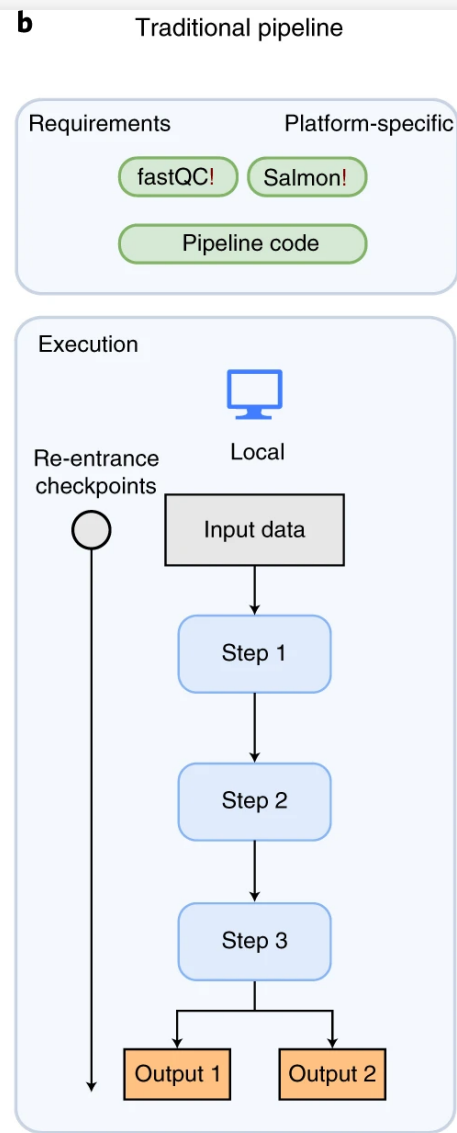 b
Traditional pipeline
Requirements
Platform-specific
fastQC!
Salmon!
Pipeline code
Execution
Local
Re-entrance
checkpoints
Input data
Step 1
Step 2
Step 3
Output 1
Output 2